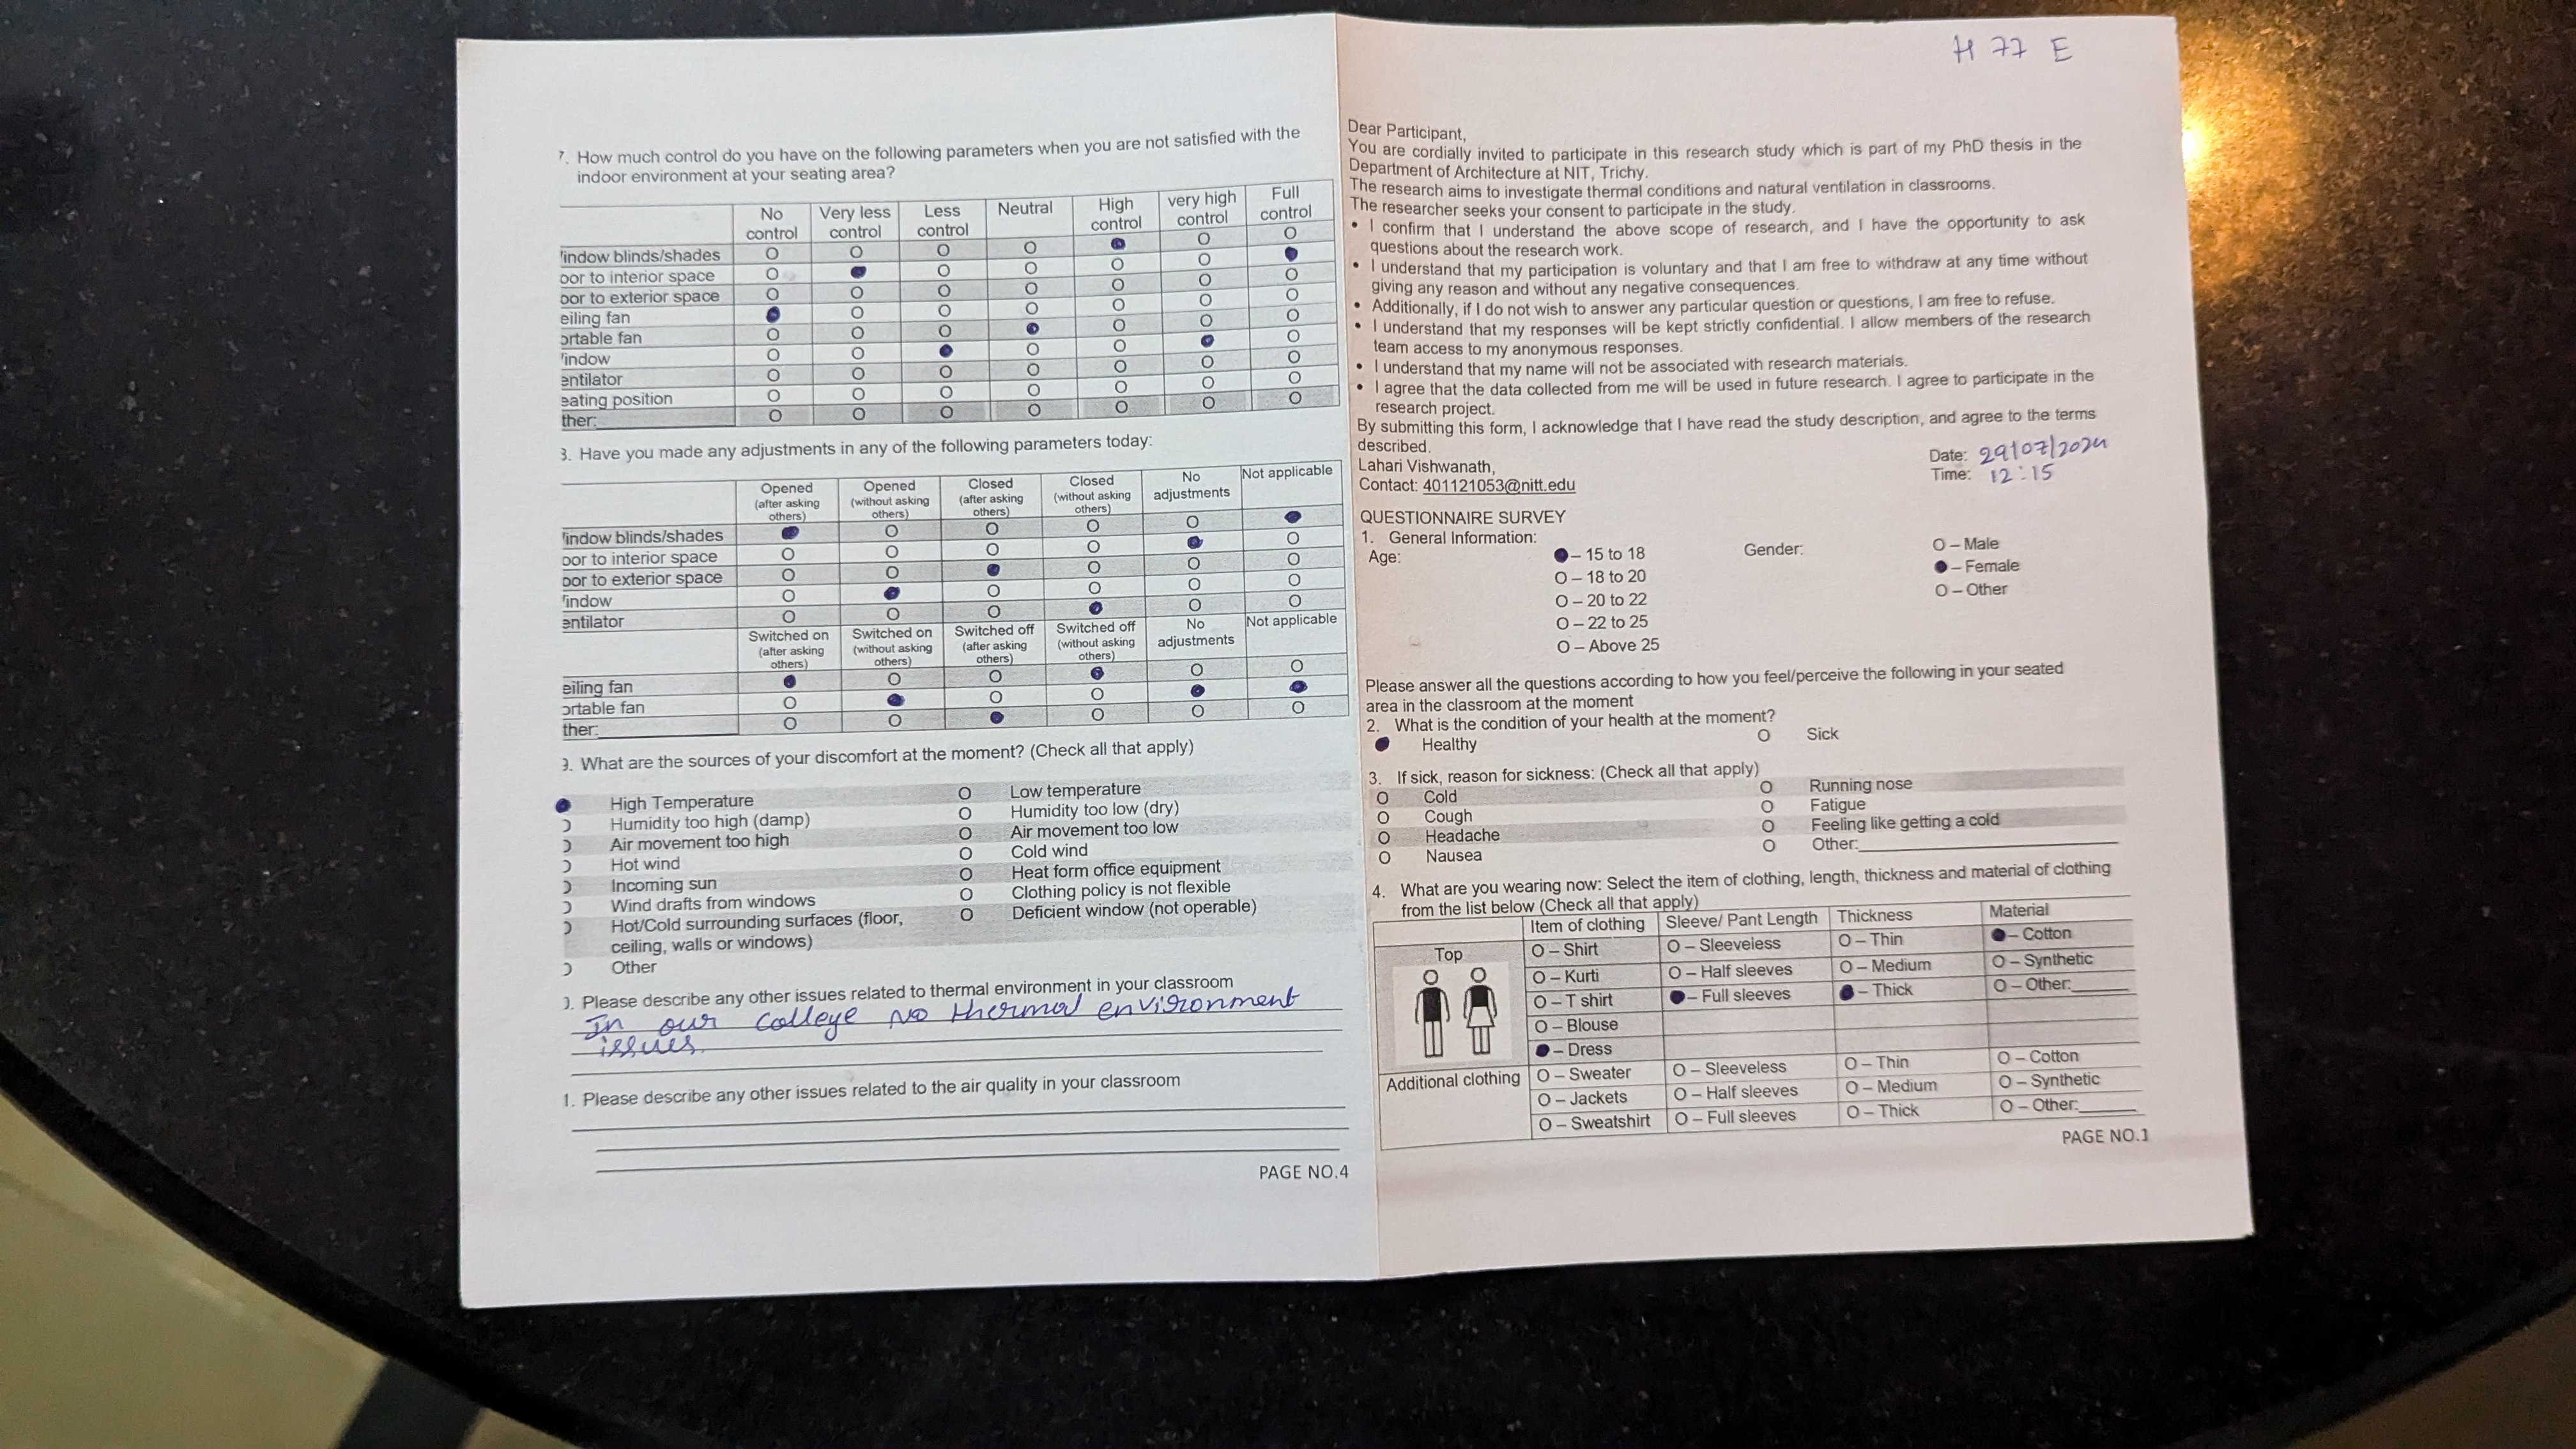 7. How much control do you have on the following parameters when you are not satisfied with the
indoor environment at your seating area?
No control Very less control Less control Neutral High control very high control Full control
indow blinds/shades O O O O ● O O
oor to interior space O ● O O O O ●
oor to exterior space O O O O O O O
eiling fan ● O O O O O O
ortable fan O O O ● O O O
indow O O ● O O ● O
entilator O O O O O O O
eating position O O O O O O O
ther: O O O O O O O
3. Have you made any adjustments in any of the following parameters today:
Opened (after asking others) Opened (without asking others) Closed (after asking others) Closed (without asking others) No adjustments Not applicable
indow blinds/shades ● O O O O ●
oor to interior space O O O O ● O
oor to exterior space O O ● O O O
indow O ● O O O O
entilator O O O ● O O
Switched on (after asking others) Switched on (without asking others) Switched off (after asking others) Switched off (without asking others) No adjustments Not applicable
eiling fan ● O O ● O O
ortable fan O ● O O ● ●
ther: O O ● O O O
9. What are the sources of your discomfort at the moment? (Check all that apply)
● High Temperature O Low temperature
Humidity too high (damp) O Humidity too low (dry)
Air movement too high O Air movement too low
Hot wind O Cold wind
Incoming sun O Heat form office equipment
Wind drafts from windows O Clothing policy is not flexible
Hot/Cold surrounding surfaces (floor, O Deficient window (not operable)
ceiling, walls or windows)
Other
). Please describe any other issues related to thermal environment in your classroom
In our colleye No thermal environment
issues.
1. Please describe any other issues related to the air quality in your classroom
PAGE NO.4
H 77 E
Dear Participant,
You are cordially invited to participate in this research study which is part of my PhD thesis in the
Department of Architecture at NIT, Trichy.
The research aims to investigate thermal conditions and natural ventilation in classrooms.
The researcher seeks your consent to participate in the study.
• I confirm that I understand the above scope of research, and I have the opportunity to ask
questions about the research work.
• I understand that my participation is voluntary and that I am free to withdraw at any time without
giving any reason and without any negative consequences.
• Additionally, if I do not wish to answer any particular question or questions, I am free to refuse.
• I understand that my responses will be kept strictly confidential. I allow members of the research
team access to my anonymous responses.
• I understand that my name will not be associated with research materials.
• I agree that the data collected from me will be used in future research. I agree to participate in the
research project.
By submitting this form, I acknowledge that I have read the study description, and agree to the terms
described.
Lahari Vishwanath, Date: 29/07/2024
Contact: 401121053@nitt.edu Time: 12:15
QUESTIONNAIRE SURVEY
1. General Information:
Age: ● – 15 to 18 Gender: O – Male
O – 18 to 20 ● – Female
O – 20 to 22 O – Other
O – 22 to 25
O – Above 25
Please answer all the questions according to how you feel/perceive the following in your seated
area in the classroom at the moment
2. What is the condition of your health at the moment?
● Healthy O Sick
3. If sick, reason for sickness: (Check all that apply)
O Cold O Running nose
O Cough O Fatigue
O Headache O Feeling like getting a cold
O Nausea O Other:
4. What are you wearing now: Select the item of clothing, length, thickness and material of clothing
from the list below (Check all that apply)
Item of clothing Sleeve/ Pant Length Thickness Material
Top O – Shirt O – Sleeveless O – Thin ● – Cotton
O – Kurti O – Half sleeves O – Medium O – Synthetic
O – T shirt ● – Full sleeves ● – Thick O – Other:
O – Blouse
● – Dress
Additional clothing O – Sweater O – Sleeveless O – Thin O – Cotton
O – Jackets O – Half sleeves O – Medium O – Synthetic
O – Sweatshirt O – Full sleeves O – Thick O – Other:
PAGE NO.1